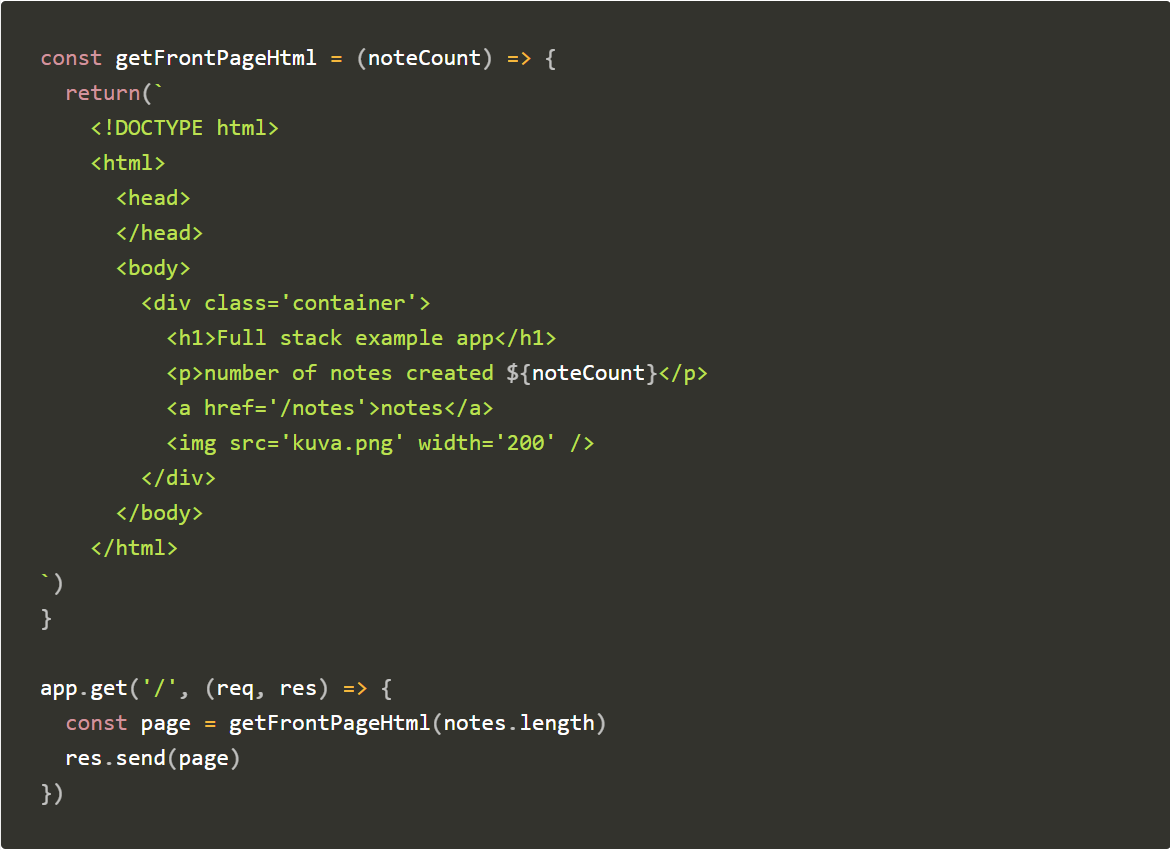 const getFrontPageHtml = (noteCount) => {
  return(`
    <!DOCTYPE html>
    <html>
      <head>
      </head>
      <body>
        <div class='container'>
          <h1>Full stack example app</h1>
          <p>number of notes created ${noteCount}</p>
          <a href='/notes'>notes</a>
          <img src='kuva.png' width='200' />
        </div>
      </body>
    </html>
`)
}

app.get('/', (req, res) => {
  const page = getFrontPageHtml(notes.length)
  res.send(page)
})